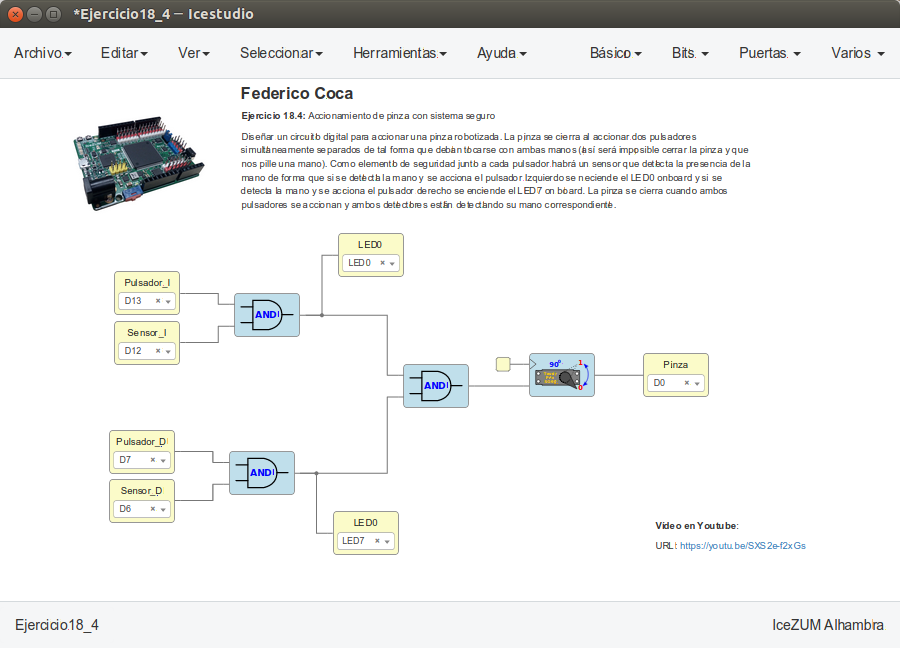 *Ejercicio18_4 — Icestudio
Archivo Editar Ver Seleccionar Herramientas Ayuda Básico Bits Puertas Varios
Federico Coca
Ejercicio 18.4: Accionamiento de pinza con sistema seguro
Diseñar un circuito digital para accionar una pinza robotizada. La pinza se cierra al accionar dos pulsadores
simultáneamente separados de tal forma que deban tocarse con ambas manos (así será imposible cerrar la pinza y que
nos pille una mano). Como elemento de seguridad junto a cada pulsador habrá un sensor que detecta la presencia de la
mano de forma que si se detecta la mano y se acciona el pulsador Izquierdo se neciende el LED0 onboard y si se
detecta la mano y se acciona el pulsador derecho se enciende el LED7 on board. La pinza se cierra cuando ambos
pulsadores se accionan y ambos detectores están detectando su mano correspondiente.
LED0
LED0
Pulsador_I
D13
AND
Sensor_I
D12
AND
90º 1
0
Pinza
D0
Pulsador_D
D7
AND
Sensor_D
D6
LED0
LED7
Vídeo en Youtube:
URL: https://youtu.be/SXS2e-f2xGs
Ejercicio18_4 IceZUM Alhambra